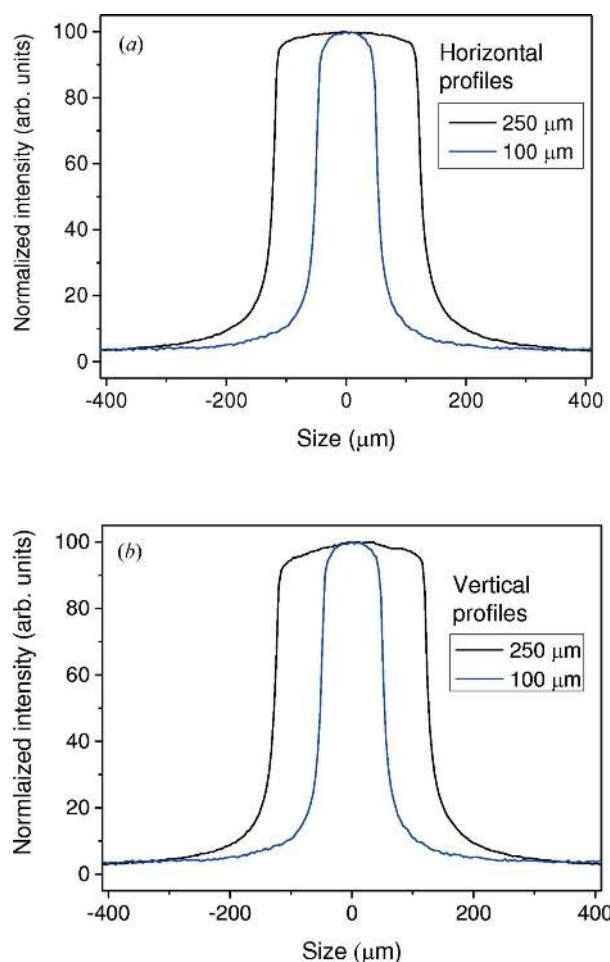 (a)
Horizontal
profiles
250 μm
100 μm
Normalized intensity (arb. units)
100
80
60
40
20
0
-400
-200
0
200
400
Size (μm)
(b)
Vertical
profiles
250 μm
100 μm
Normlaized intensity (arb. units)
100
80
60
40
20
0
-400
-200
0
200
400
Size (μm)